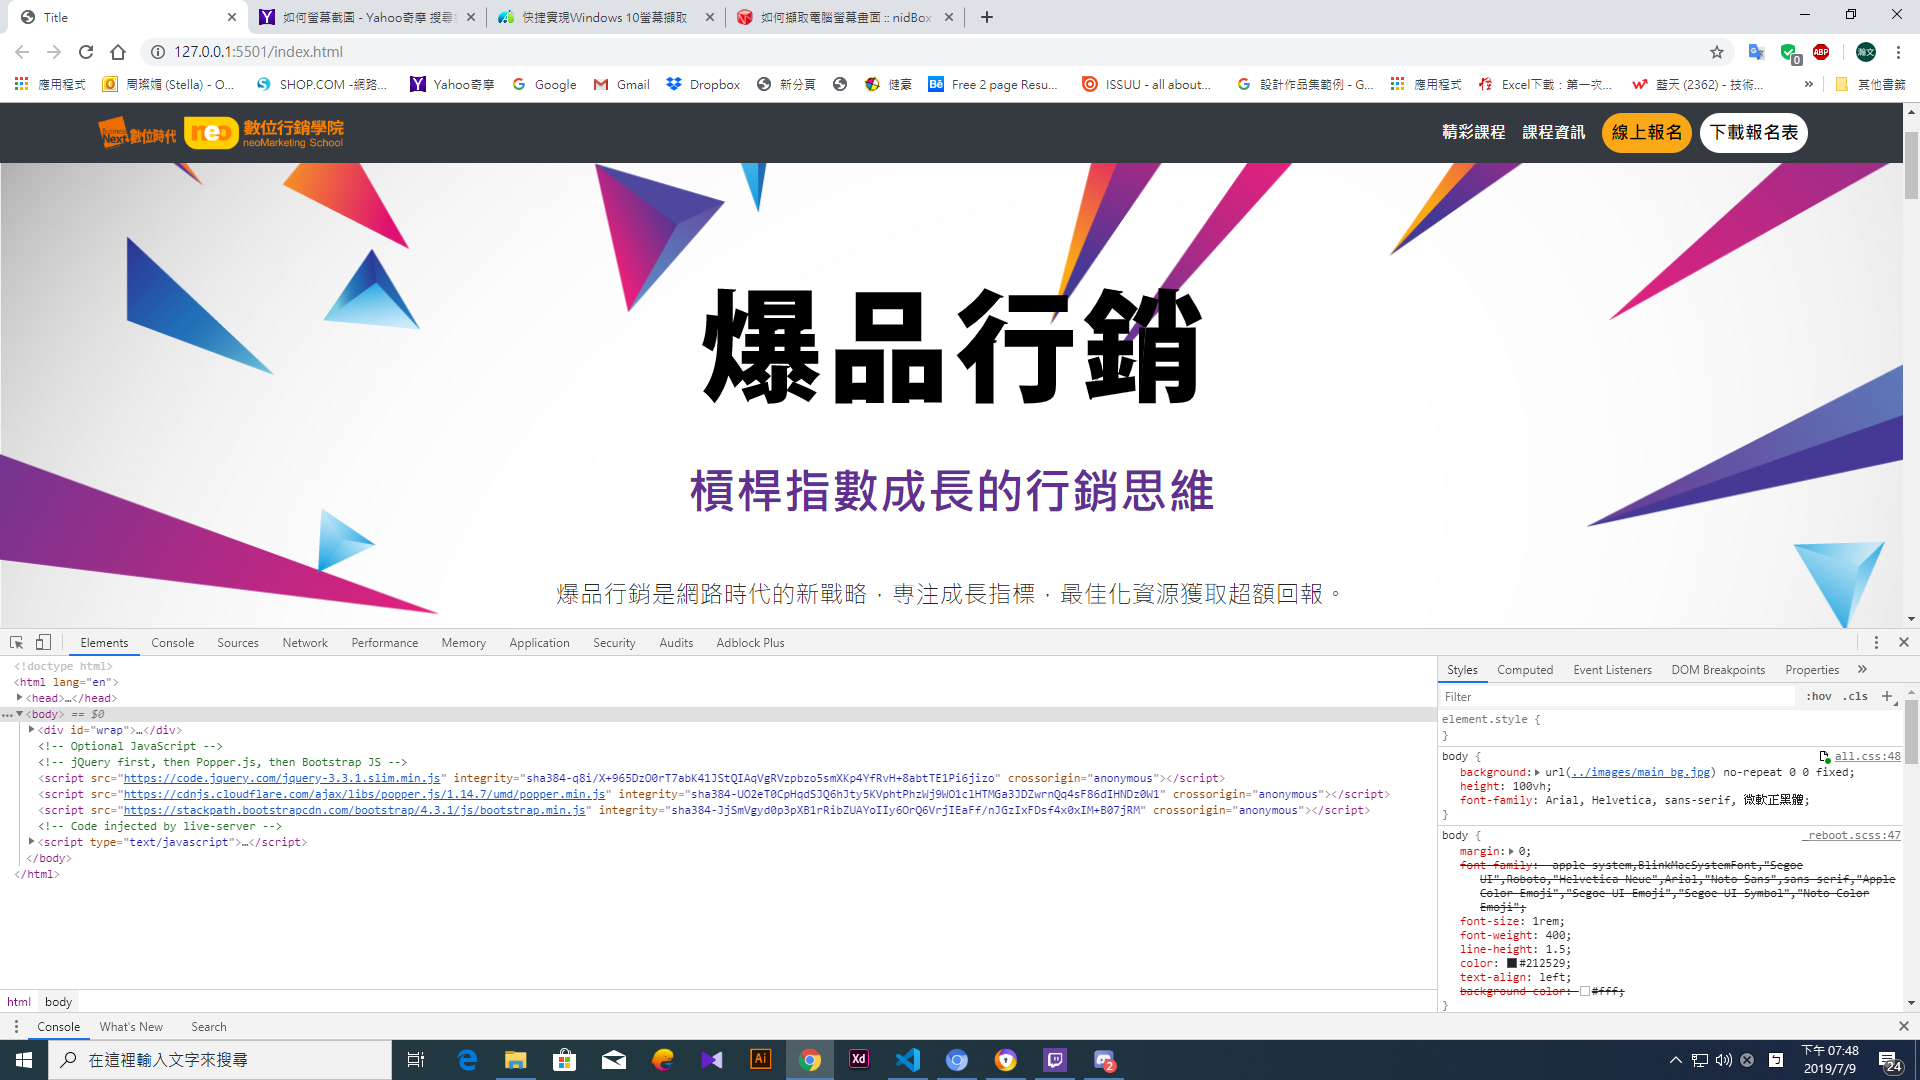 Title
如何螢幕截圖 - Yahoo奇摩 搜尋
快捷實現Windows 10螢幕擷取
如何擷取電腦螢幕畫面 :: nidBox
127.0.0.1:5501/index.html
ABP
0
瀚文
應用程式
周璨媚 (Stella) - O...
SHOP.COM -網路...
Yahoo奇摩
Google
Gmail
Dropbox
新分頁
健豪
Free 2 page Resu...
ISSUU - all about...
設計作品集範例 - G...
應用程式
Excel下載：第一次...
藍天 (2362) - 技術...
»
其他書籤
Business Next 數位時代
neo 數位行銷學院
neoMarketing School
精彩課程
課程資訊
線上報名
下載報名表
爆品行銷
槓桿指數成長的行銷思維
爆品行銷是網路時代的新戰略，專注成長指標，最佳化資源獲取超額回報。
Elements Console Sources Network Performance Memory Application Security Audits Adblock Plus
<!doctype html>
<html lang="en">
<head>…</head>
<body> == $0
<div id="wrap">…</div>
<!-- Optional JavaScript -->
<!-- jQuery first, then Popper.js, then Bootstrap JS -->
<script src="https://code.jquery.com/jquery-3.3.1.slim.min.js" integrity="sha384-q8i/X+965DzO0rT7abK41JStQIAqVgRVzpbzo5smXKp4YfRvH+8abtTE1Pi6jizo" crossorigin="anonymous"></script>
<script src="https://cdnjs.cloudflare.com/ajax/libs/popper.js/1.14.7/umd/popper.min.js" integrity="sha384-UO2eT0CpHqdSJQ6hJty5KVphtPhzWj9WO1clHTMGa3JDZwrnQq4sF86dIHNDz0W1" crossorigin="anonymous"></script>
<script src="https://stackpath.bootstrapcdn.com/bootstrap/4.3.1/js/bootstrap.min.js" integrity="sha384-JjSmVgyd0p3pXB1rRibZUAYoIIy6OrQ6VrjIEaFf/nJGzIxFDsf4x0xIM+B07jRM" crossorigin="anonymous"></script>
<!-- Code injected by live-server -->
<script type="text/javascript">…</script>
</body>
</html>
html body
Styles Computed Event Listeners DOM Breakpoints Properties »
Filter :hov .cls +
element.style {
}
body { all.css:48
background: url(../images/main_bg.jpg) no-repeat 0 0 fixed;
height: 100vh;
font-family: Arial, Helvetica, sans-serif, 微軟正黑體;
}
body { _reboot.scss:47
margin: 0;
font-family: -apple-system,BlinkMacSystemFont,"Segoe
UI",Roboto,"Helvetica Neue",Arial,"Noto Sans",sans-serif,"Apple
Color Emoji","Segoe UI Emoji","Segoe UI Symbol","Noto Color
Emoji";
font-size: 1rem;
font-weight: 400;
line-height: 1.5;
color: #212529;
text-align: left;
background-color: #fff;
}
Console What's New Search
在這裡輸入文字來搜尋
Ai
Xd
2
ㄅ
下午 07:48
2019/7/9
24